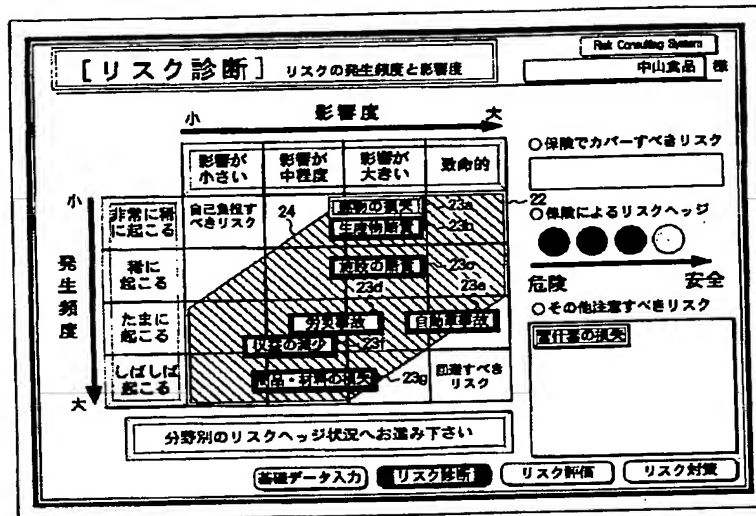 Risk Consulting System
[リスク診断] リスクの発生頻度と影響度
中山食品 様
小 影響度 大
影響が小さい
影響が中程度
影響が大きい
致命的
小
発生頻度
大
非常に稀に起こる
稀に起こる
たまに起こる
しばしば起こる
自己負担すべきリスク
24
建物の損失 23a
22
生産物賠責 23b
施設の賠責 23c
23d
23e
労災事故
自動車事故
収益の減少 23f
商品・材料の損失 23g
回避すべきリスク
○保険でカバーすべきリスク
○保険によるリスクヘッジ
危険 安全
○その他注意すべきリスク
分野別のリスクヘッジ状況へお進み下さい
基礎データ入力
リスク診断
リスク評価
リスク対策